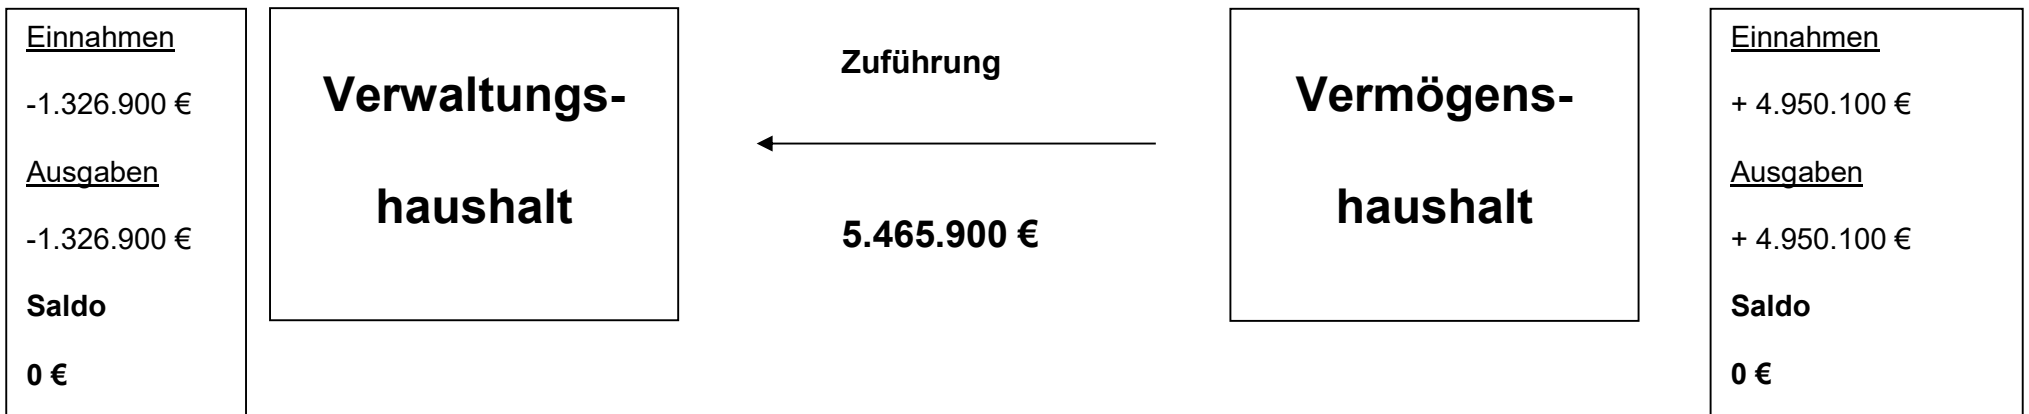 Einnahmen
-1.326.900 €
Ausgaben
-1.326.900 €
Saldo
0 €
Verwaltungs-
haushalt
Zuführung
5.465.900 €
Vermögens-
haushalt
Einnahmen
+ 4.950.100 €
Ausgaben
+ 4.950.100 €
Saldo
0 €